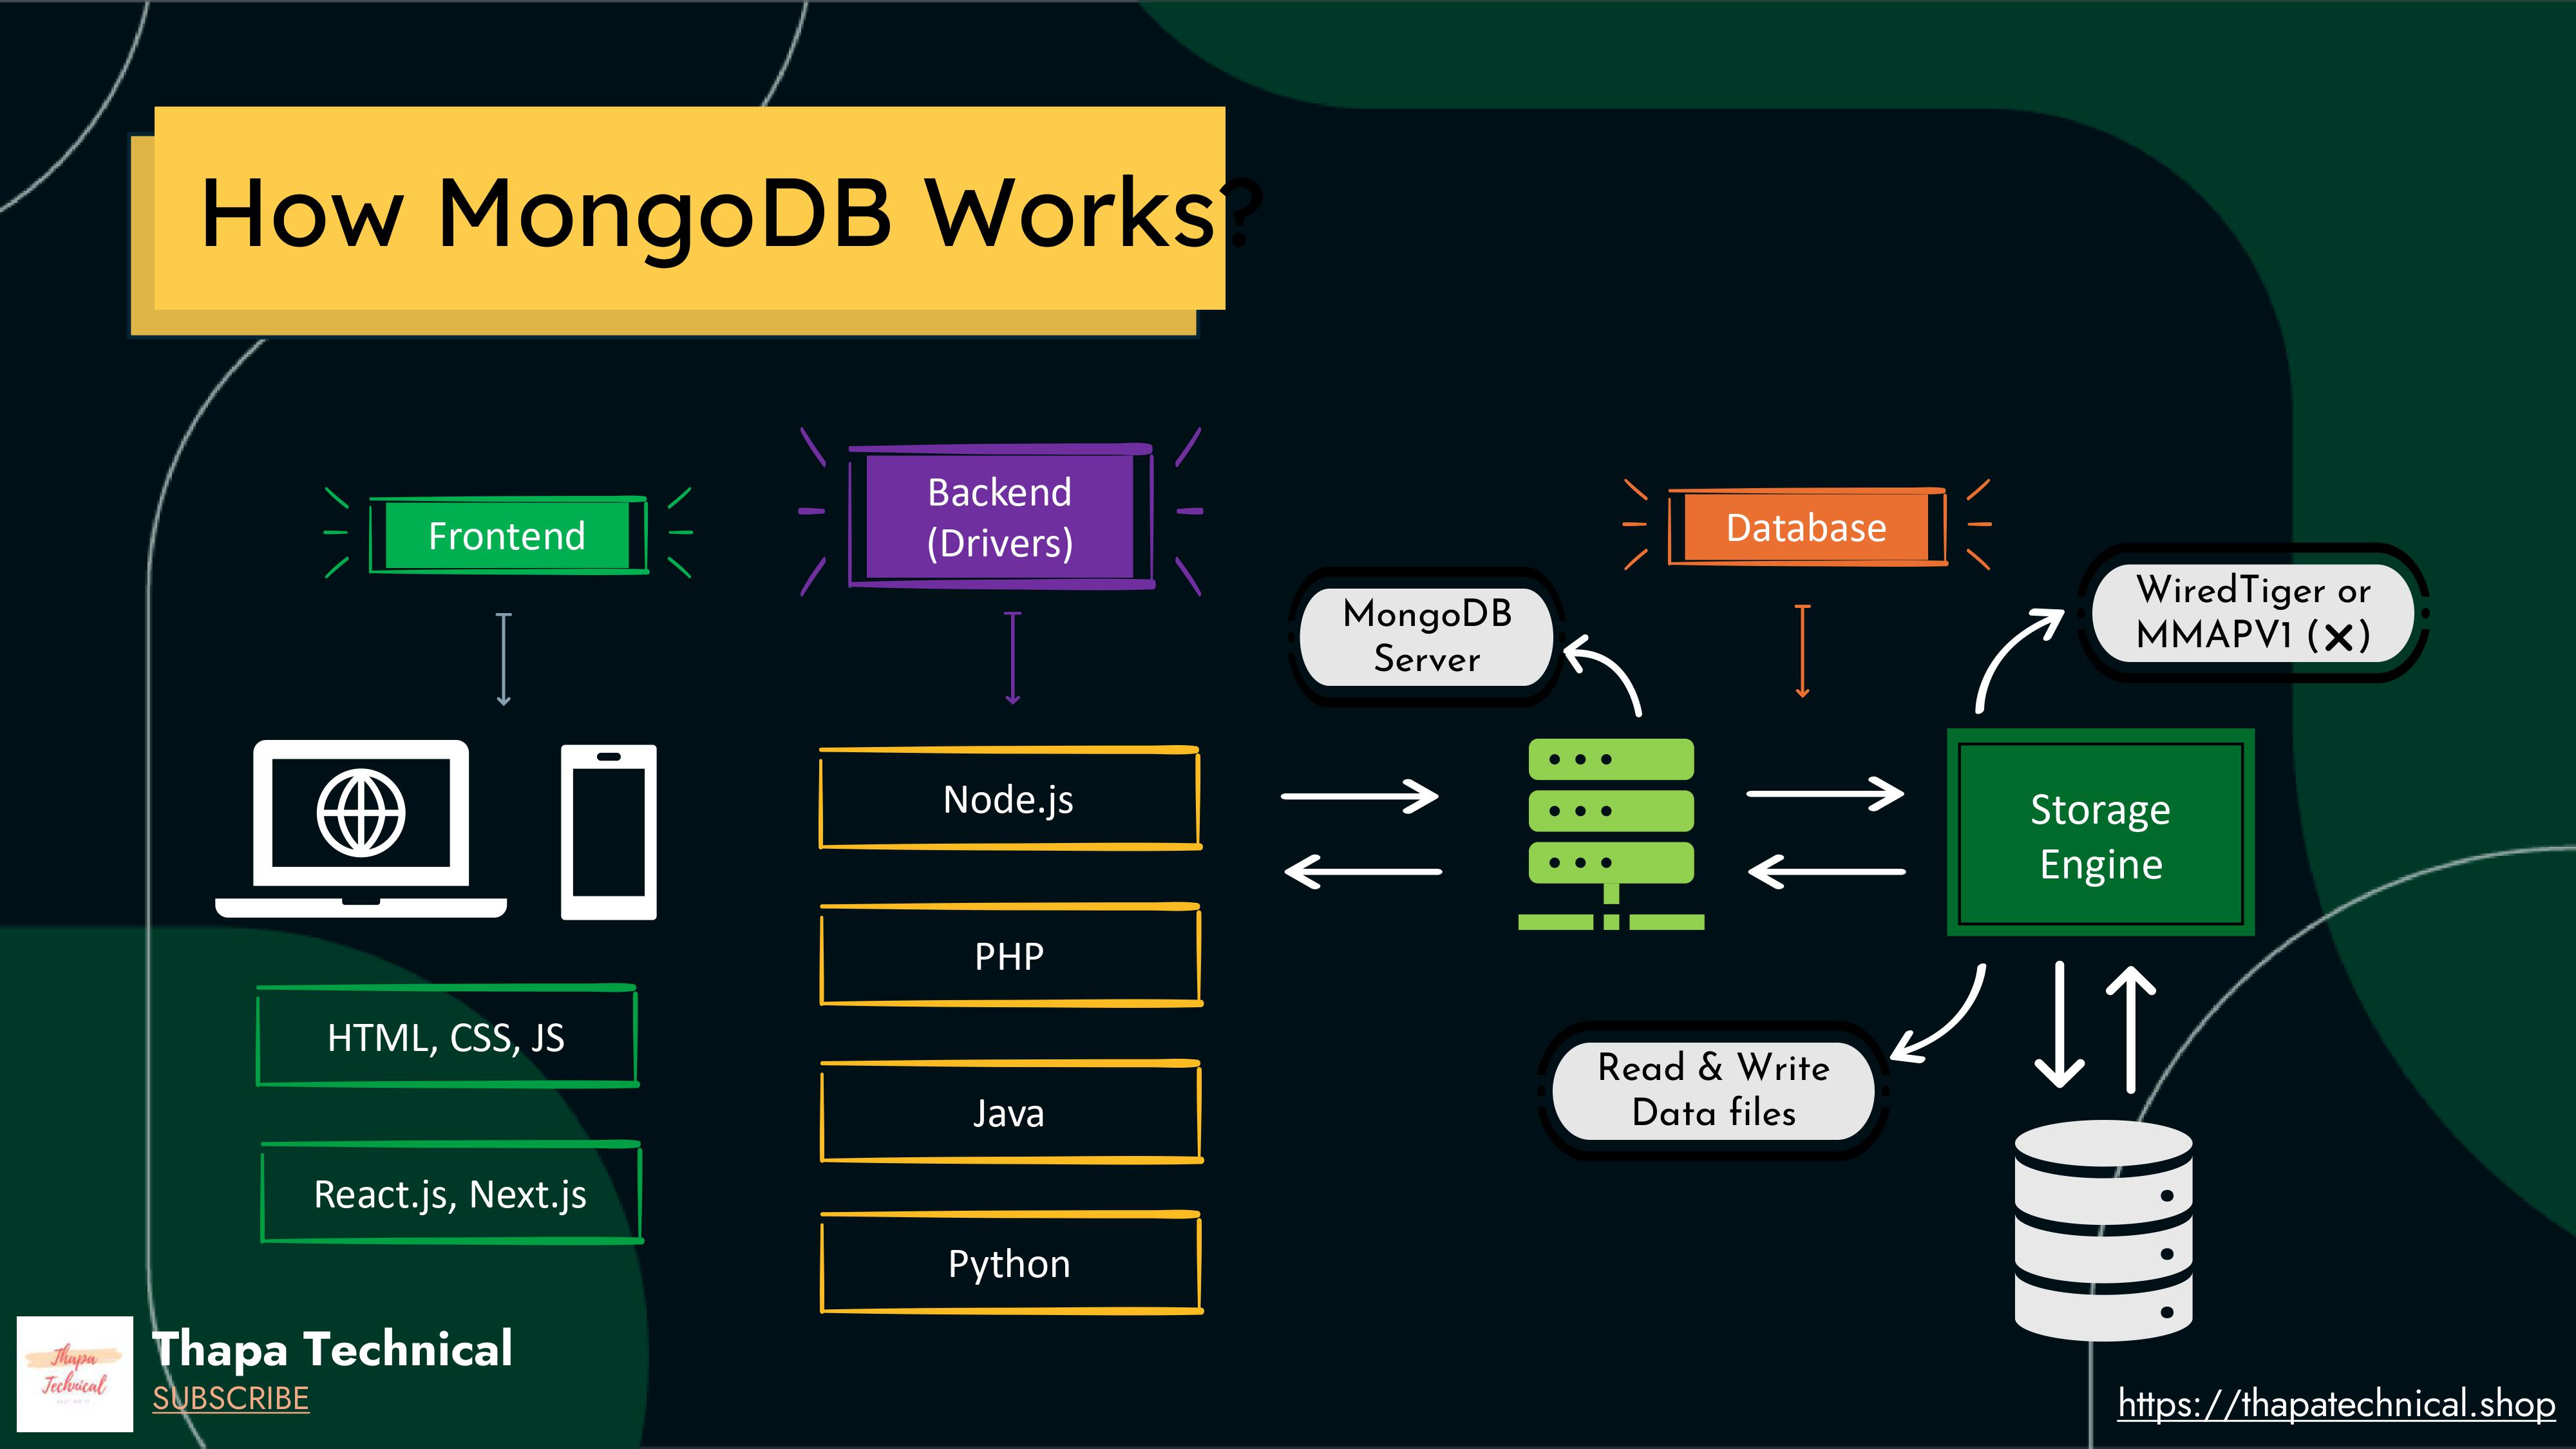 How MongoDB Works?
Frontend
Backend
(Drivers)
Database
MongoDB
Server
WiredTiger or
MMAPV1 (❌)
Node.js
Storage
Engine
PHP
HTML, CSS, JS
Read & Write
Data files
Java
React.js, Next.js
Python
Thapa
Technical
Thapa Technical
SUBSCRIBE
https://thapatechnical.shop